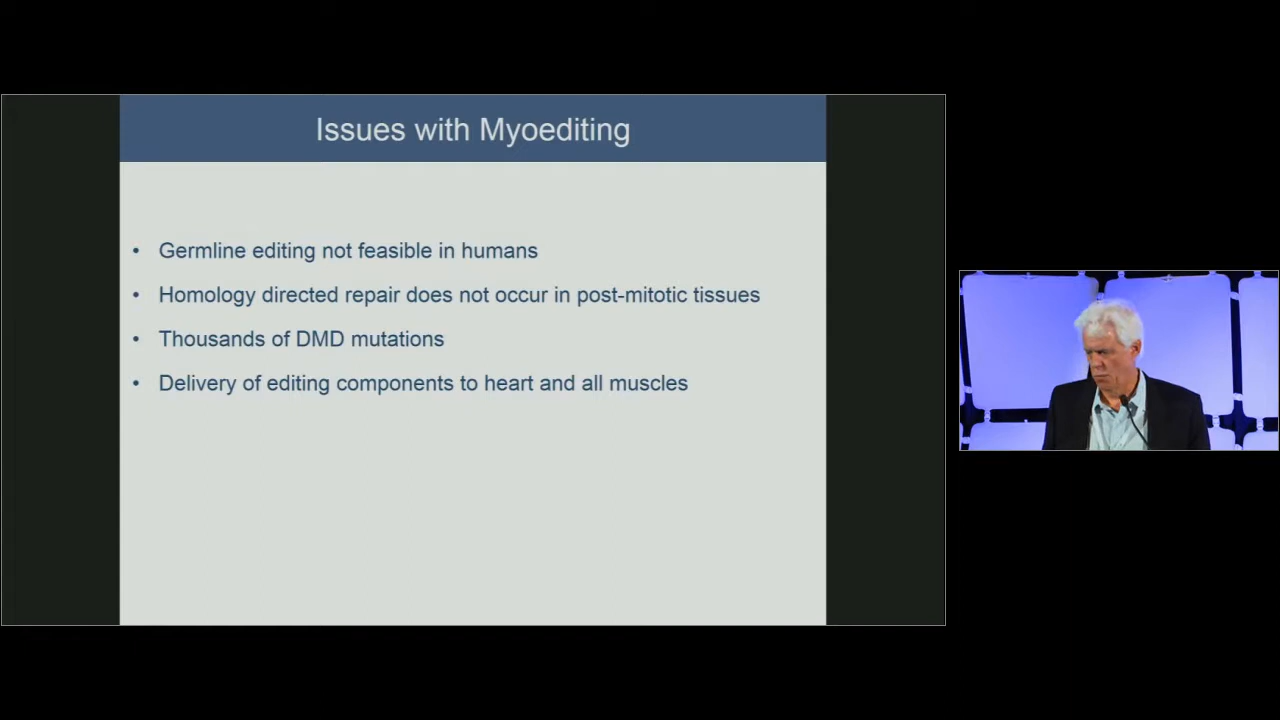 Issues with Myoediting
• Germline editing not feasible in humans
• Homology directed repair does not occur in post-mitotic tissues
• Thousands of DMD mutations
• Delivery of editing components to heart and all muscles